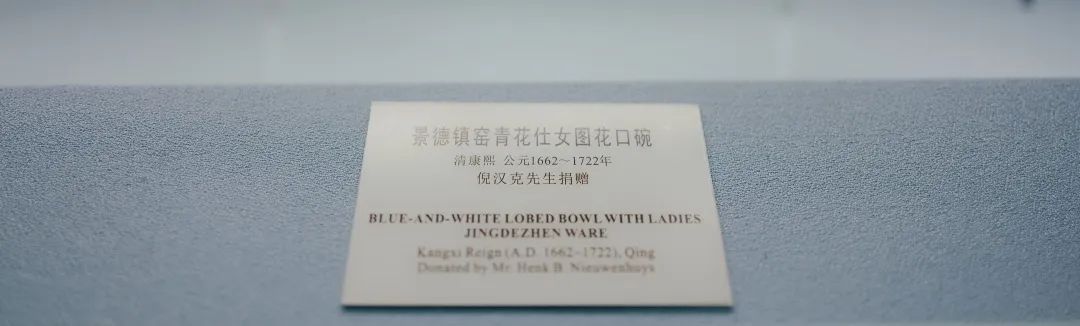 景德镇窑青花仕女图花口碗
清康熙 公元1662～1722年
倪汉克先生捐赠
BLUE-AND-WHITE LOBED BOWL WITH LADIES
JINGDEZHEN WARE
Kangxi Reign (A.D. 1662-1722), Qing
Donated by Mr. Henk B. Nieuwenhuys